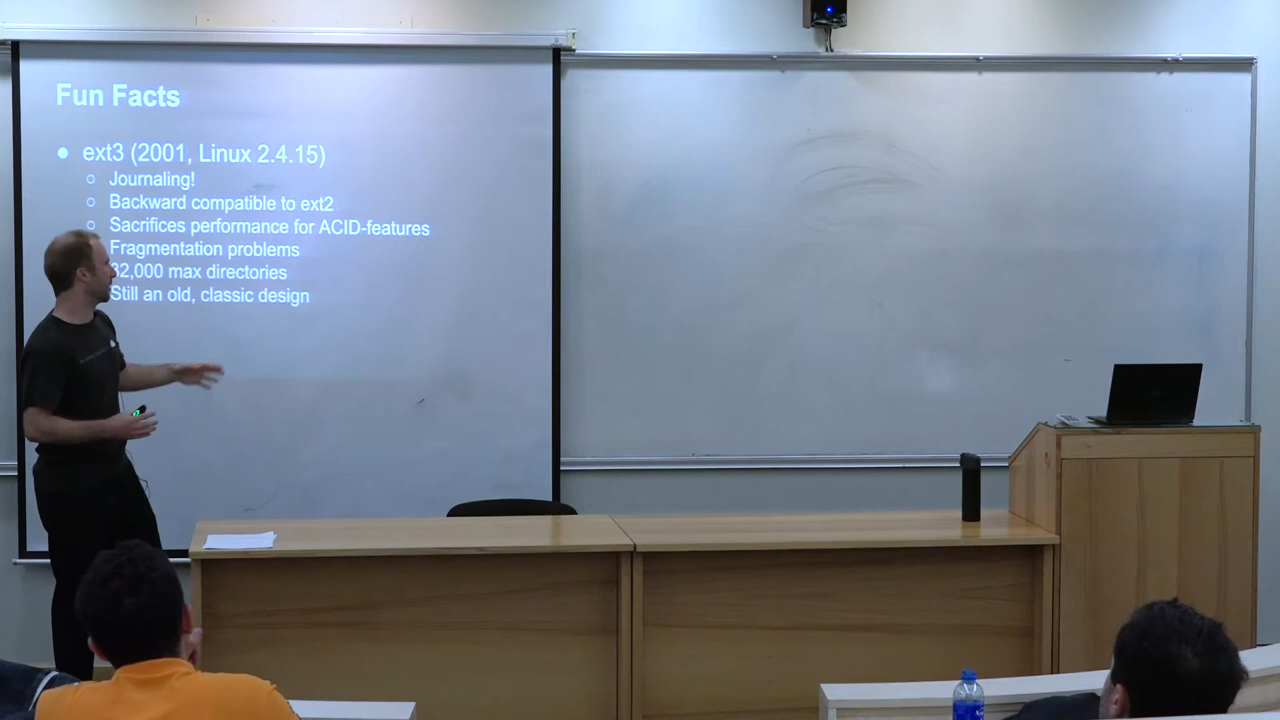 Fun Facts
ext3 (2001, Linux 2.4.15)
Journaling!
Backward compatible to ext2
Sacrifices performance for ACID-features
Fragmentation problems
32,000 max directories
Still an old, classic design